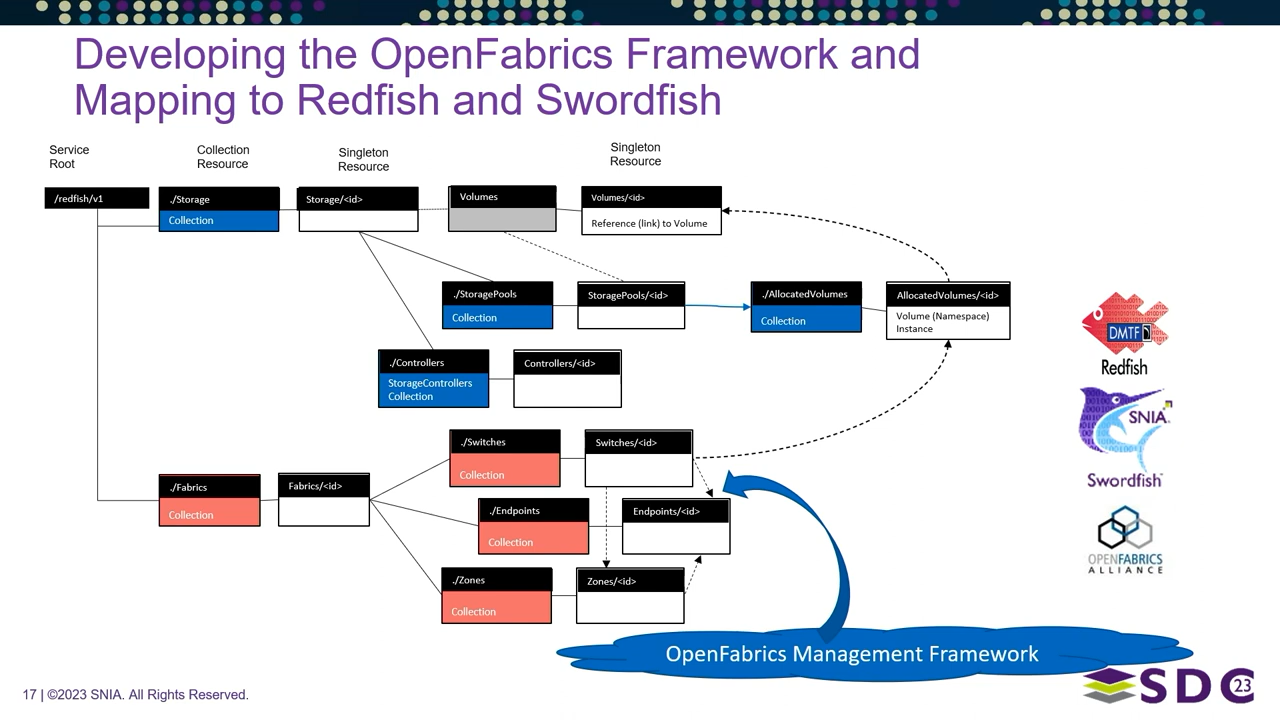 Developing the OpenFabrics Framework and
Mapping to Redfish and Swordfish
Service
Root
Collection
Resource
Singleton
Resource
Singleton
Resource
/redfish/v1
./Storage
Collection
Storage/<id>
Volumes
Volumes/<id>
Reference (link) to Volume
./StoragePools
Collection
StoragePools/<id>
./AllocatedVolumes
Collection
AllocatedVolumes/<id>
Volume (Namespace)
Instance
./Controllers
StorageControllers
Collection
Controllers/<id>
./Switches
Collection
Switches/<id>
./Fabrics
Collection
Fabrics/<id>
./Endpoints
Collection
Endpoints/<id>
./Zones
Collection
Zones/<id>
DMTF
Redfish
SNIA
Swordfish
OPENFABRICS
ALLIANCE
OpenFabrics Management Framework
17 | ©2023 SNIA. All Rights Reserved.
SDC 23